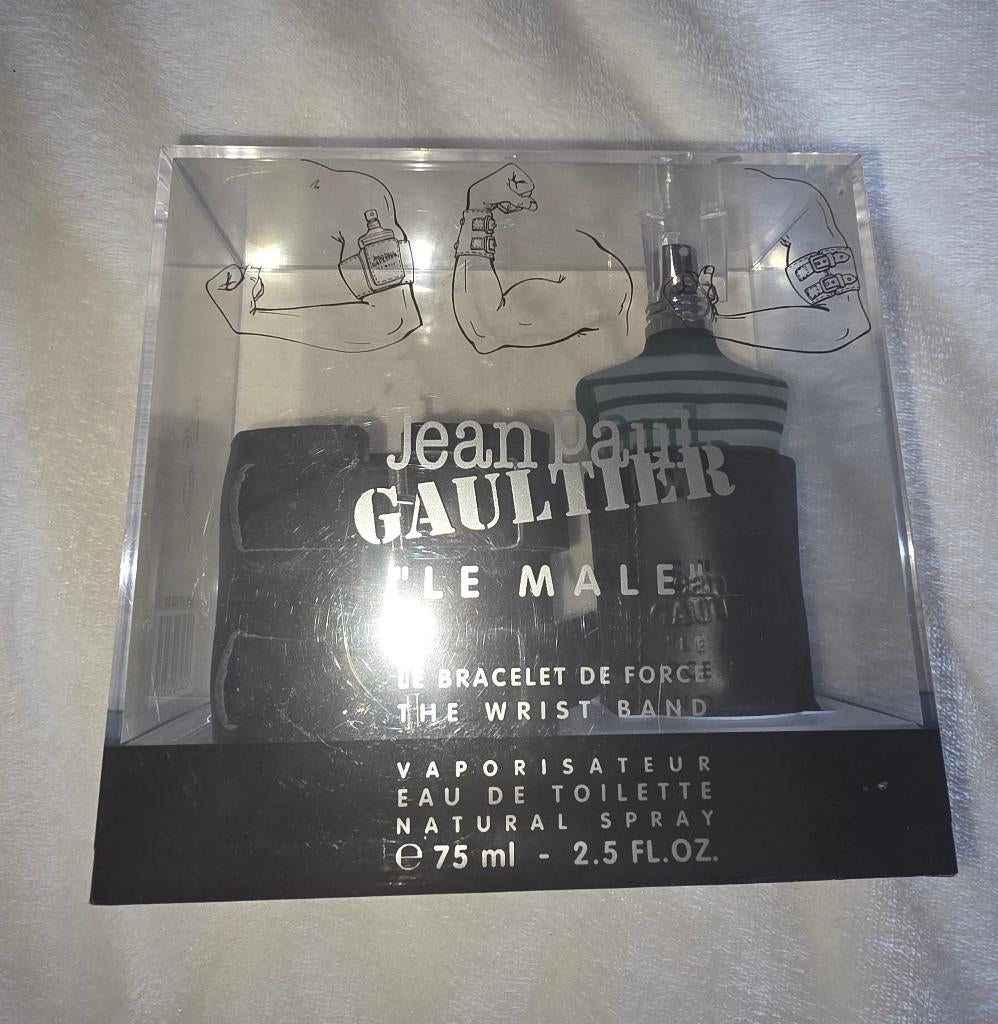 Jean Paul
GAULTIER
"LE MALE"
LE BRACELET DE FORCE
THE WRIST BAND
VAPORISATEUR
EAU DE TOILETTE
NATURAL SPRAY
℮ 75 ml - 2.5 FL.OZ.